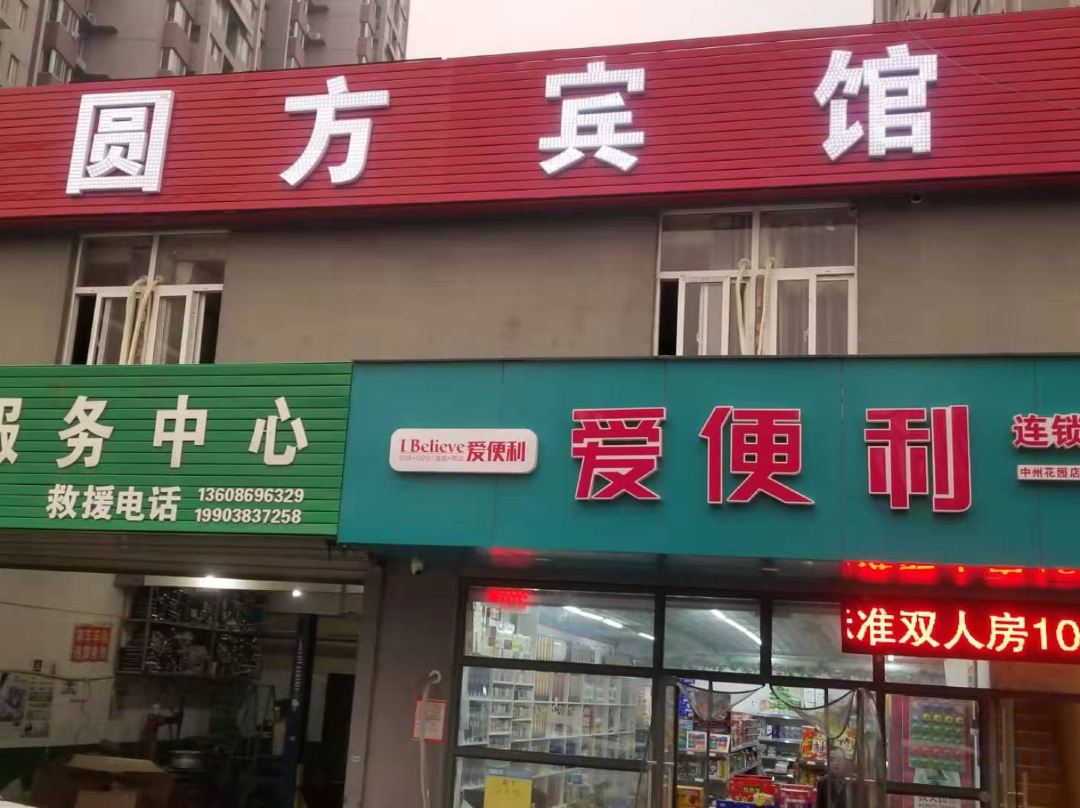 圆方宾馆
服务中心
救援电话 13608696329
19903837258
I Believe 爱便利
爱便利
连锁
中州花园店
标准双人房10